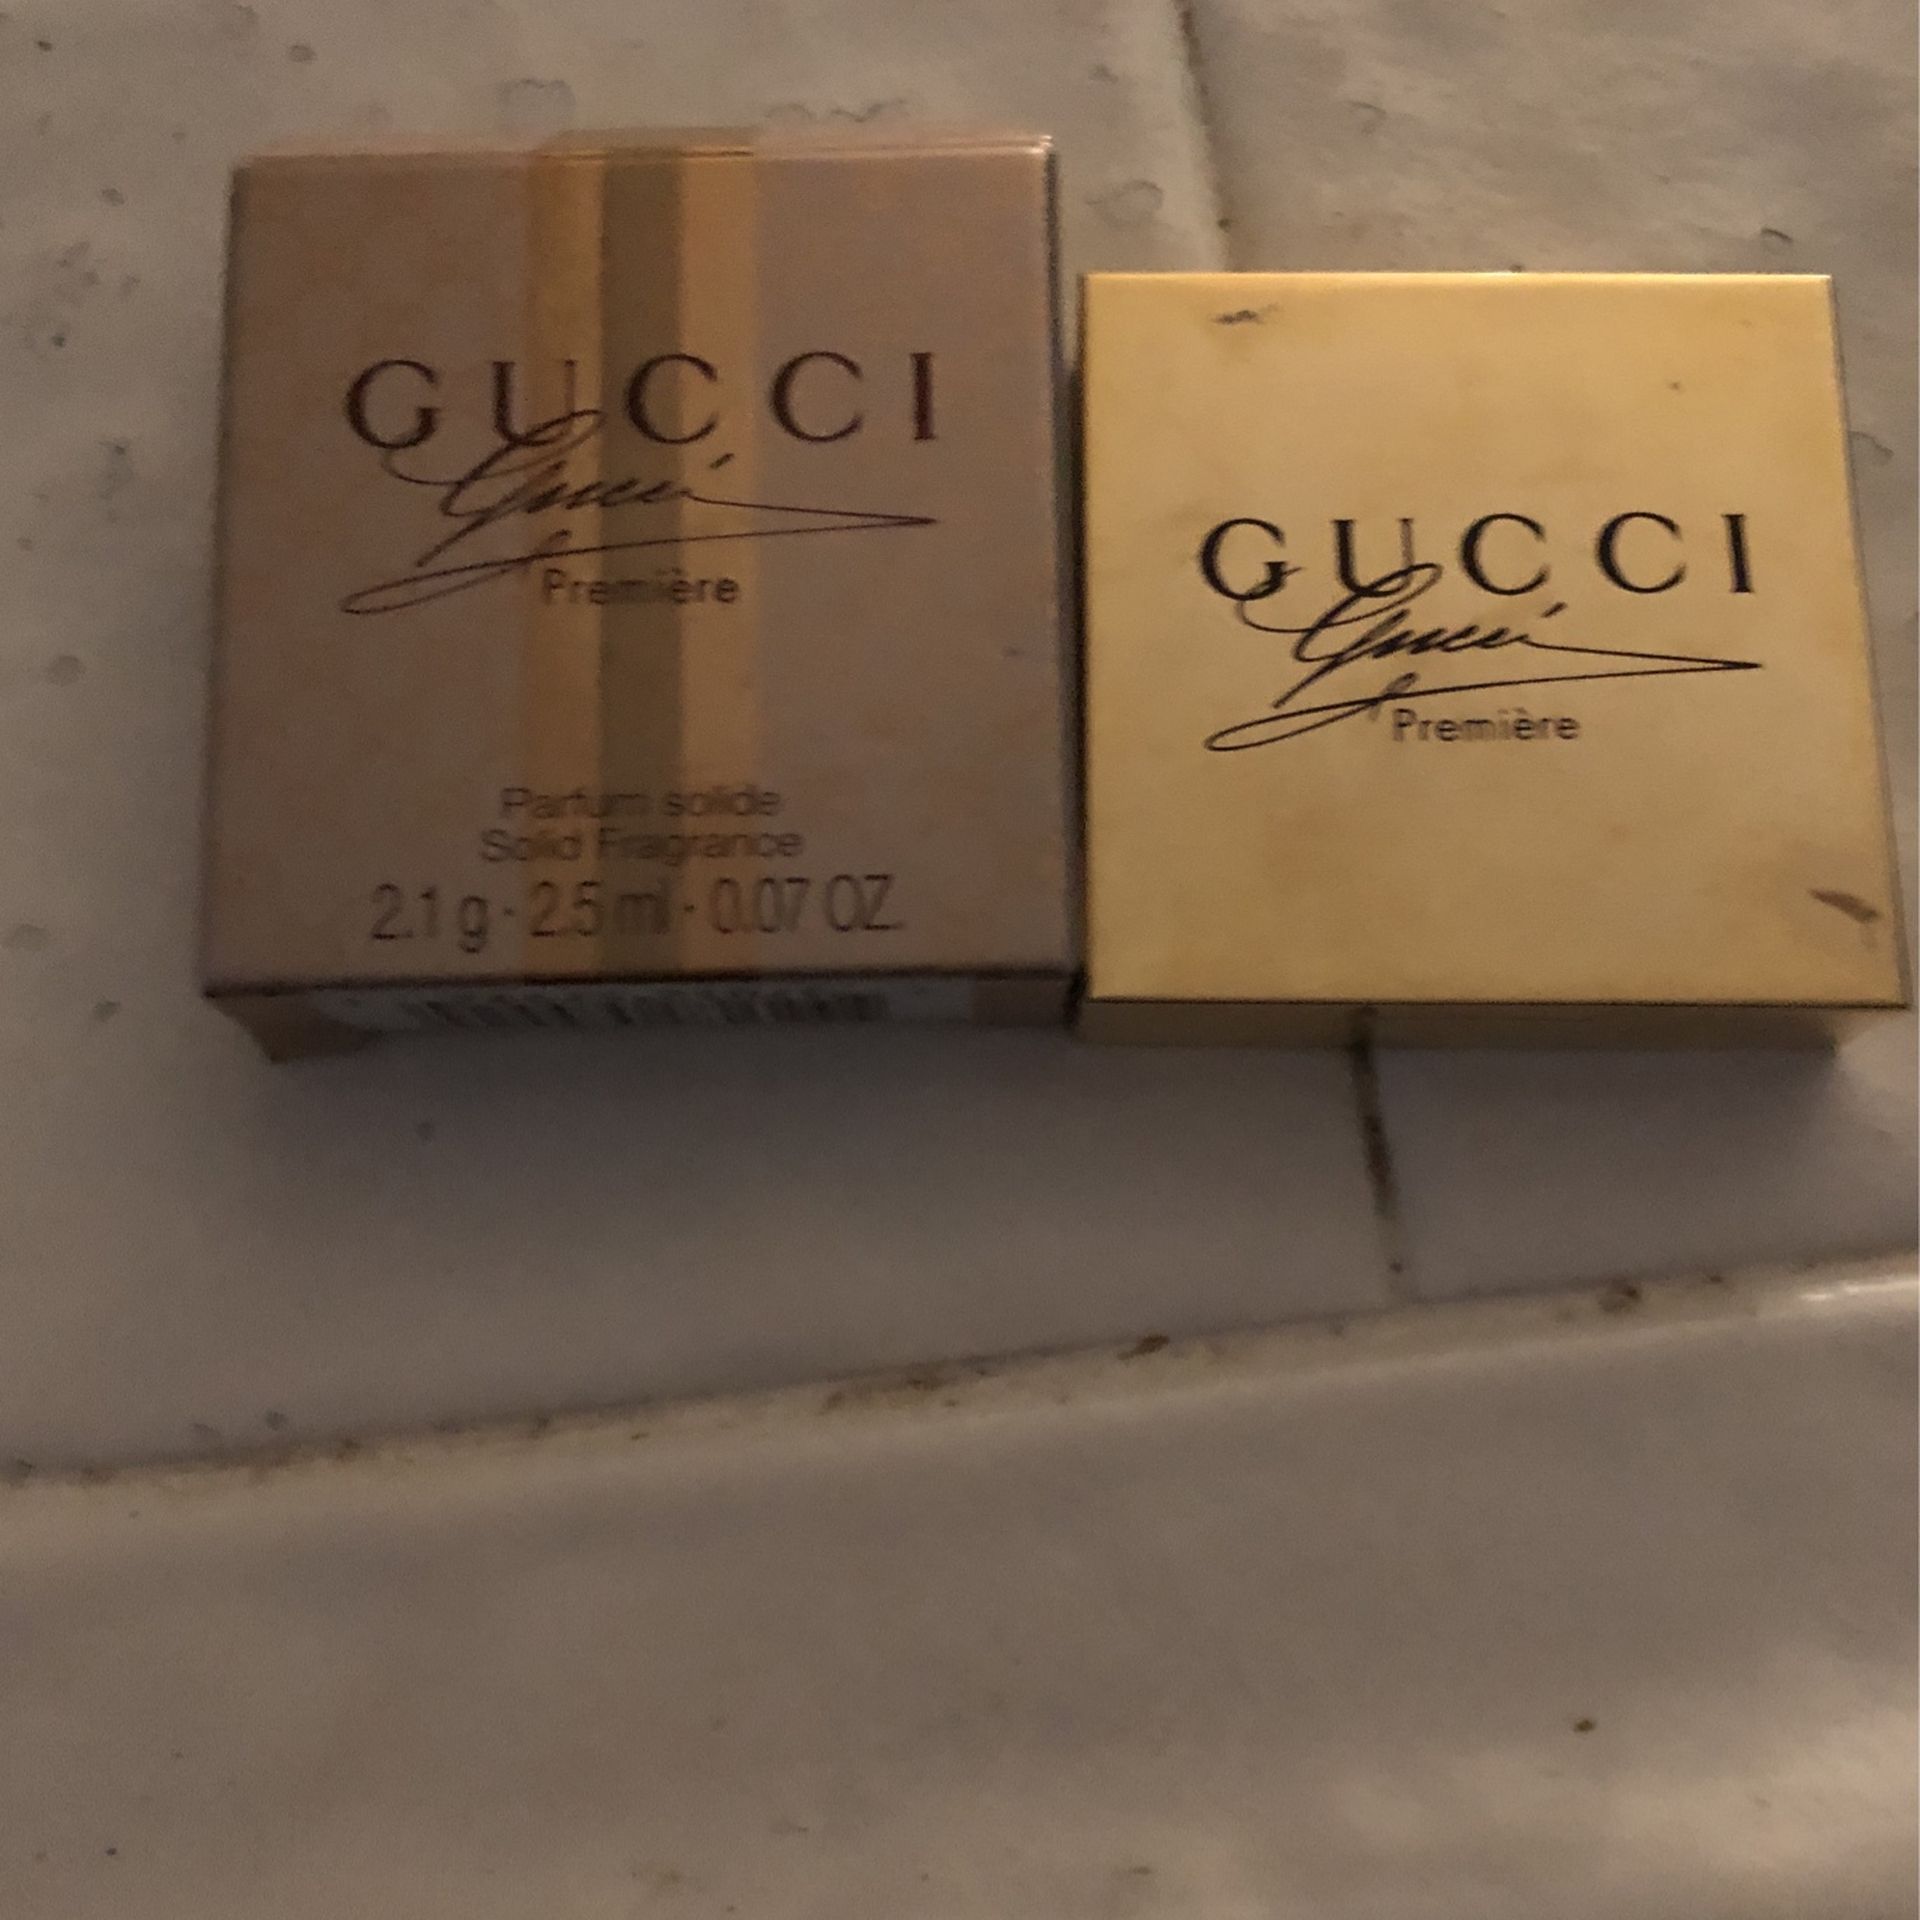 GUCCI
Gucci
Première
Parfum solide
Solid Fragrance
2.1 g · 2.5 ml · 0.07 OZ.
GUCCI
Gucci
Première